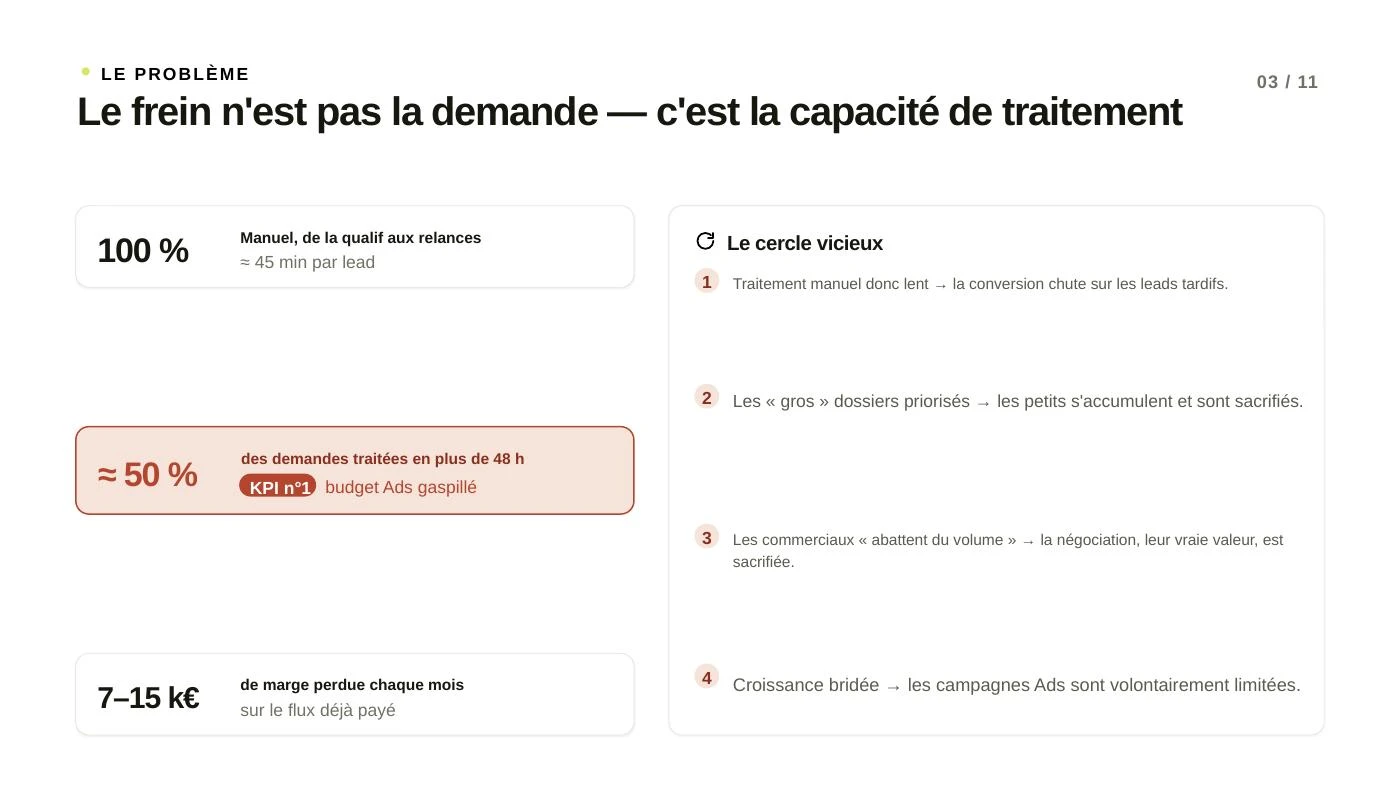 LE PROBLÈME
03 / 11
Le frein n'est pas la demande — c'est la capacité de traitement
100 %
Manuel, de la qualif aux relances
≈ 45 min par lead
≈ 50 %
des demandes traitées en plus de 48 h
KPI n°1 budget Ads gaspillé
7–15 k€
de marge perdue chaque mois
sur le flux déjà payé
Le cercle vicieux
1 Traitement manuel donc lent → la conversion chute sur les leads tardifs.
2 Les « gros » dossiers priorisés → les petits s'accumulent et sont sacrifiés.
3 Les commerciaux « abattent du volume » → la négociation, leur vraie valeur, est
sacrifiée.
4 Croissance bridée → les campagnes Ads sont volontairement limitées.